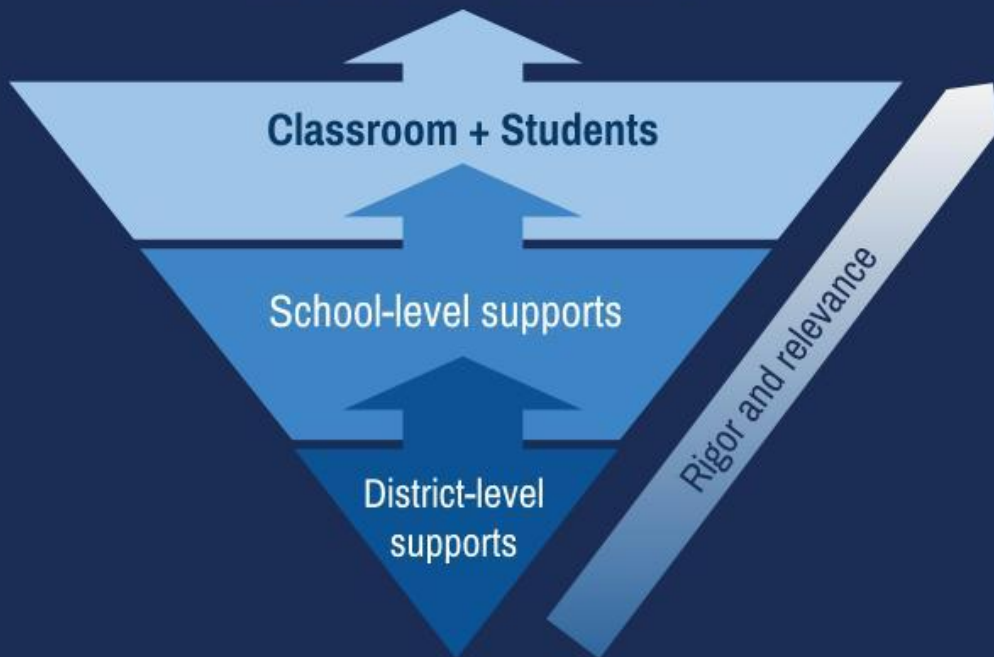 Classroom + Students
School-level supports
District-level
supports
Rigor and relevance